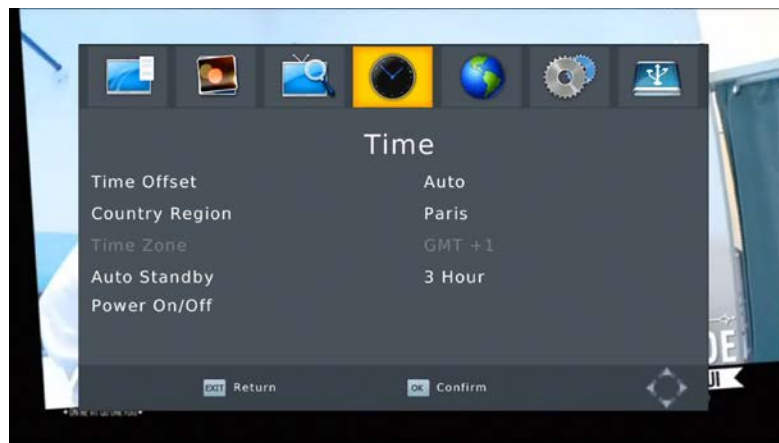 Time
Time Offset Auto
Country Region Paris
Time Zone GMT +1
Auto Standby 3 Hour
Power On/Off
EXIT Return OK Confirm